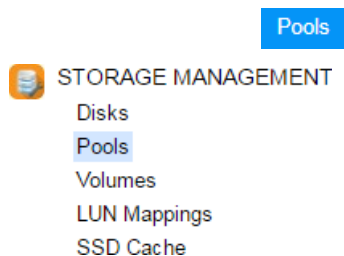 Pools
STORAGE MANAGEMENT
Disks
Pools
Volumes
LUN Mappings
SSD Cache